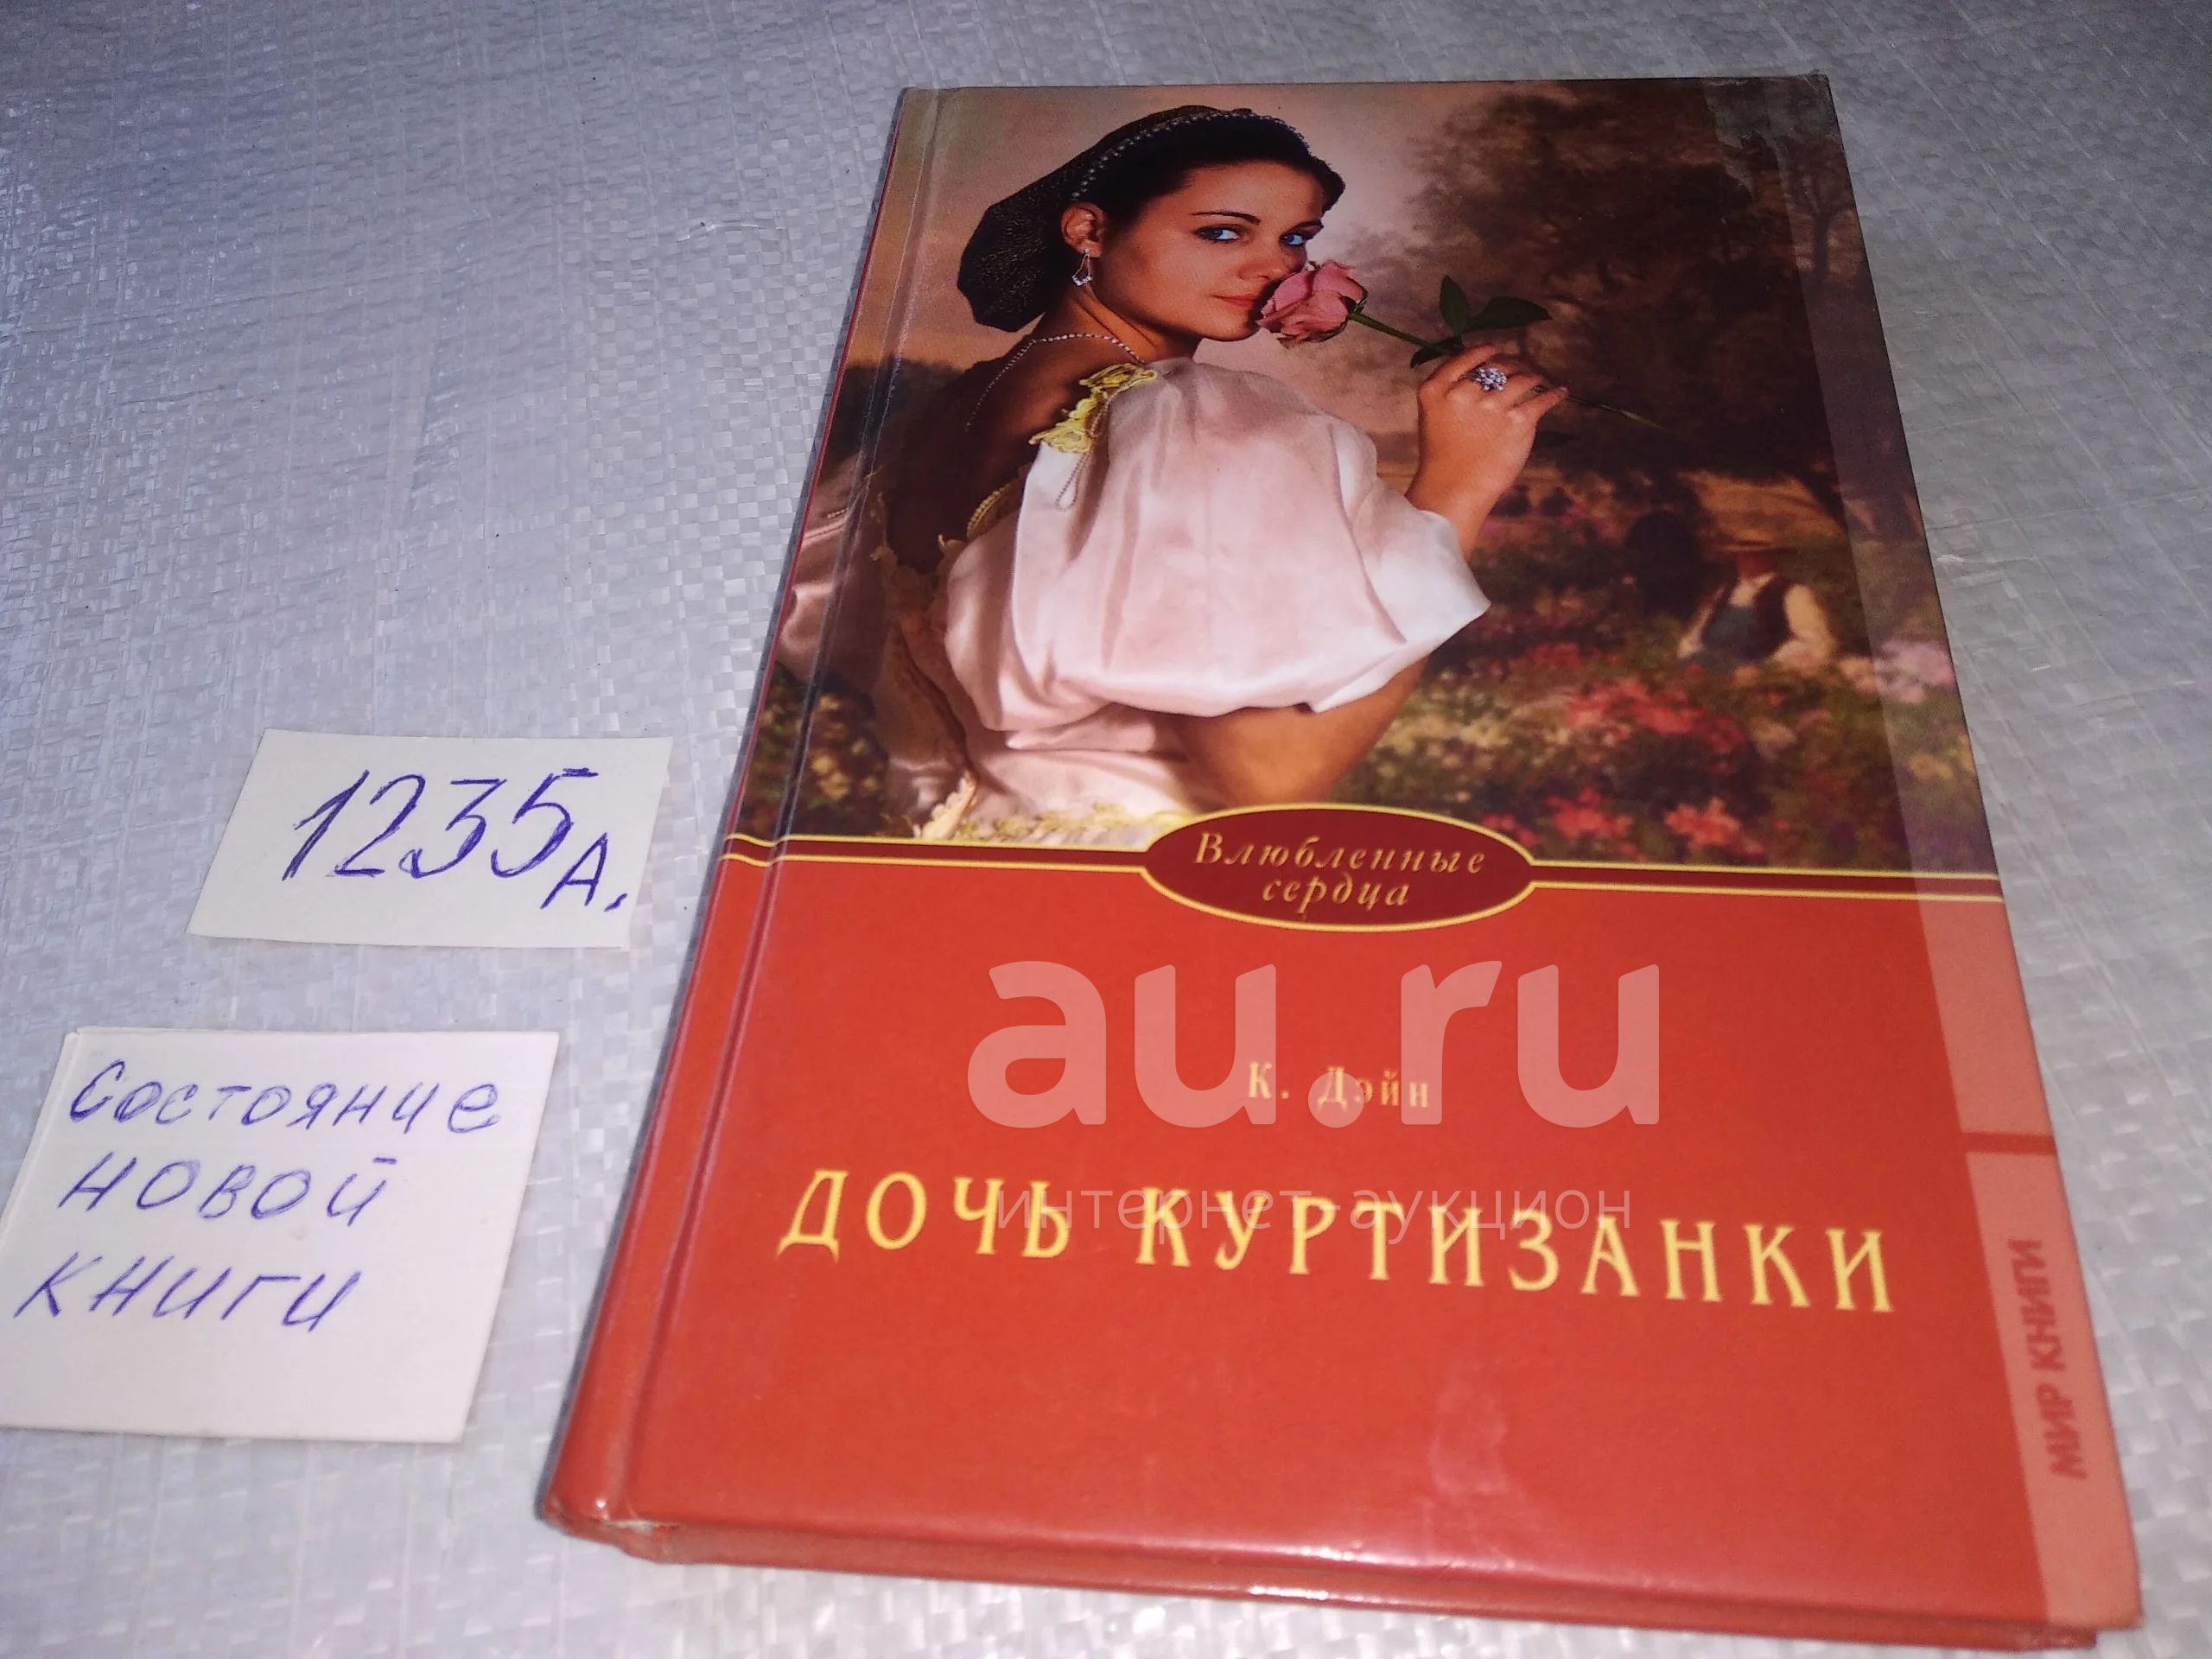 Влюбленные
сердца
au.ru
К. Дэйн
интернет-аукцион
ДОЧЬ КУРТИЗАНКИ
МИР КНИГИ
1235А.
Состояние
новой
книги